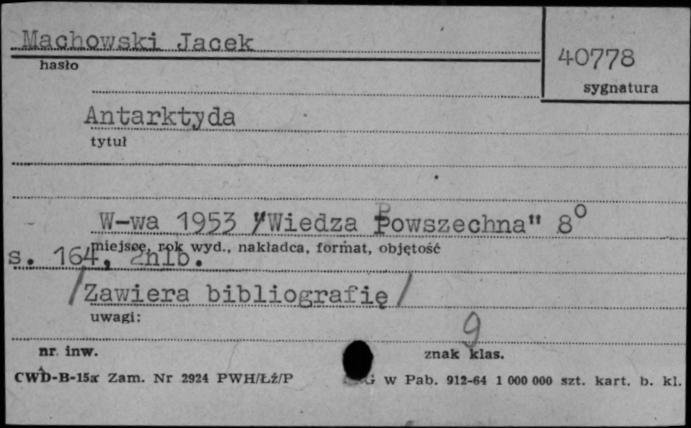 Machowski Jacek
hasło
40778
sygnatura
Antarktyda
tytuł
W-wa 1953 "Wiedza Powszechna" 8°
miejsce, rok wyd., nakładca, format, objętość
s. 164, 2nlb.
/Zawiera bibliografię/
uwagi:
9
nr. inw.
znak klas.
CWD-B-15a Zam. Nr 2924 PWH/Łź/P
G w Pab. 912-64 1 000 000 szt. kart. b. kl.